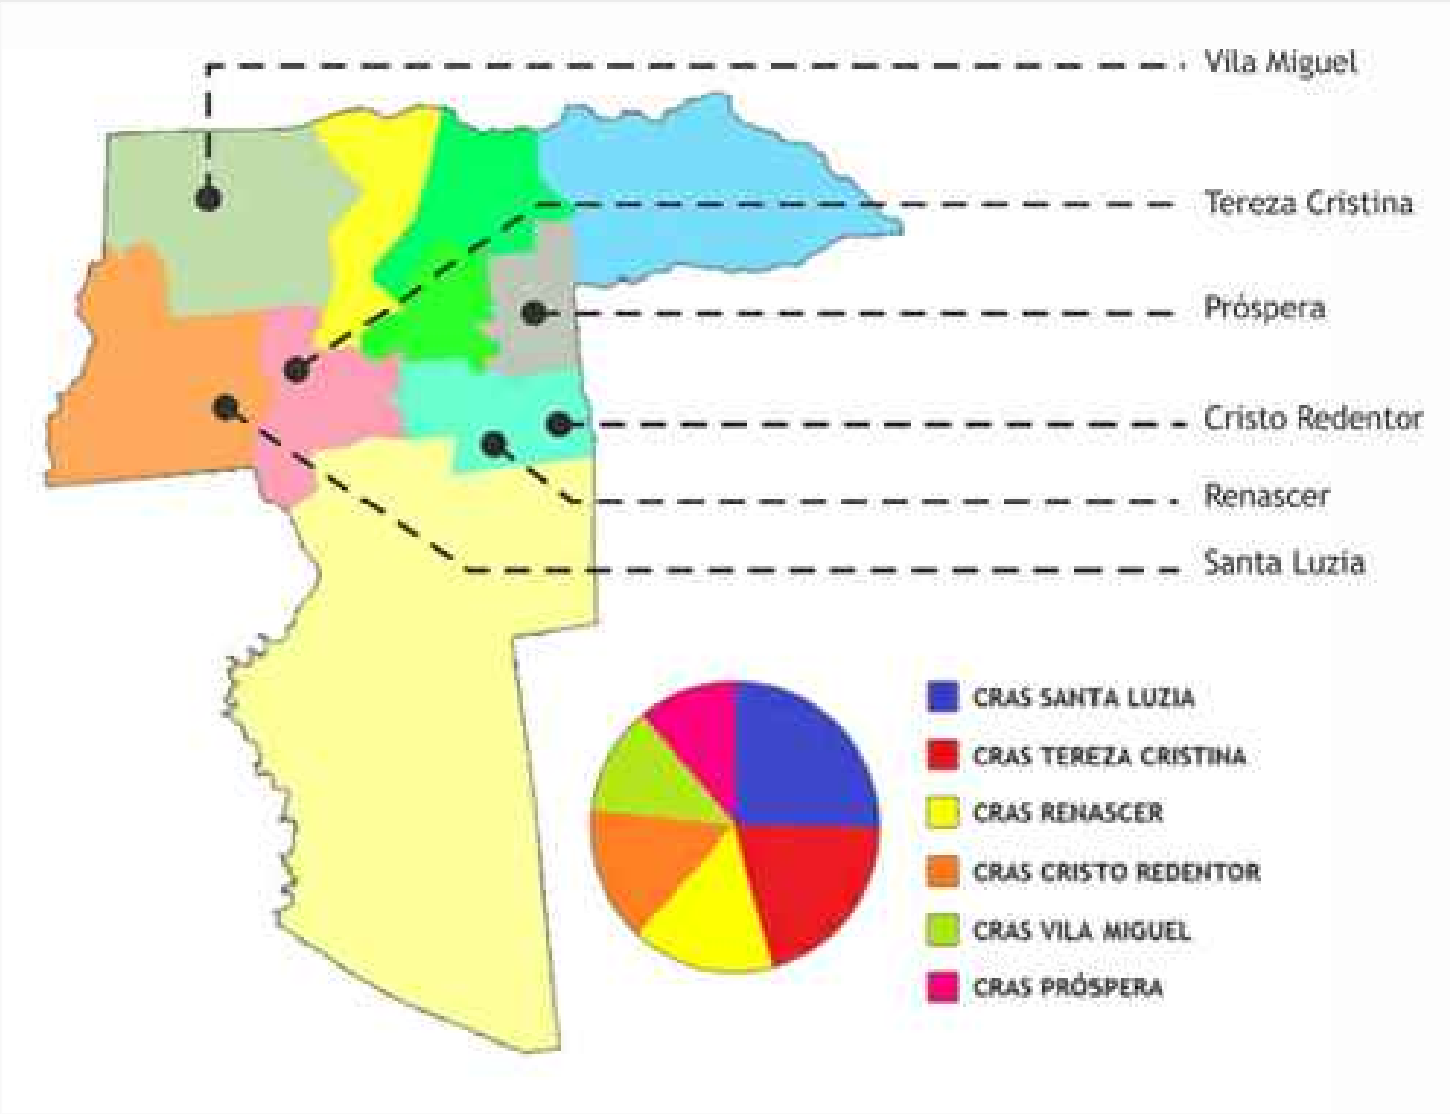 Vila Miguel
Tereza Cristina
Próspera
Cristo Redentor
Renascer
Santa Luzia
CRAS SANTA LUZIA
CRAS TEREZA CRISTINA
CRAS RENASCER
CRAS CRISTO REDENTOR
CRAS VILA MIGUEL
CRAS PRÓSPERA